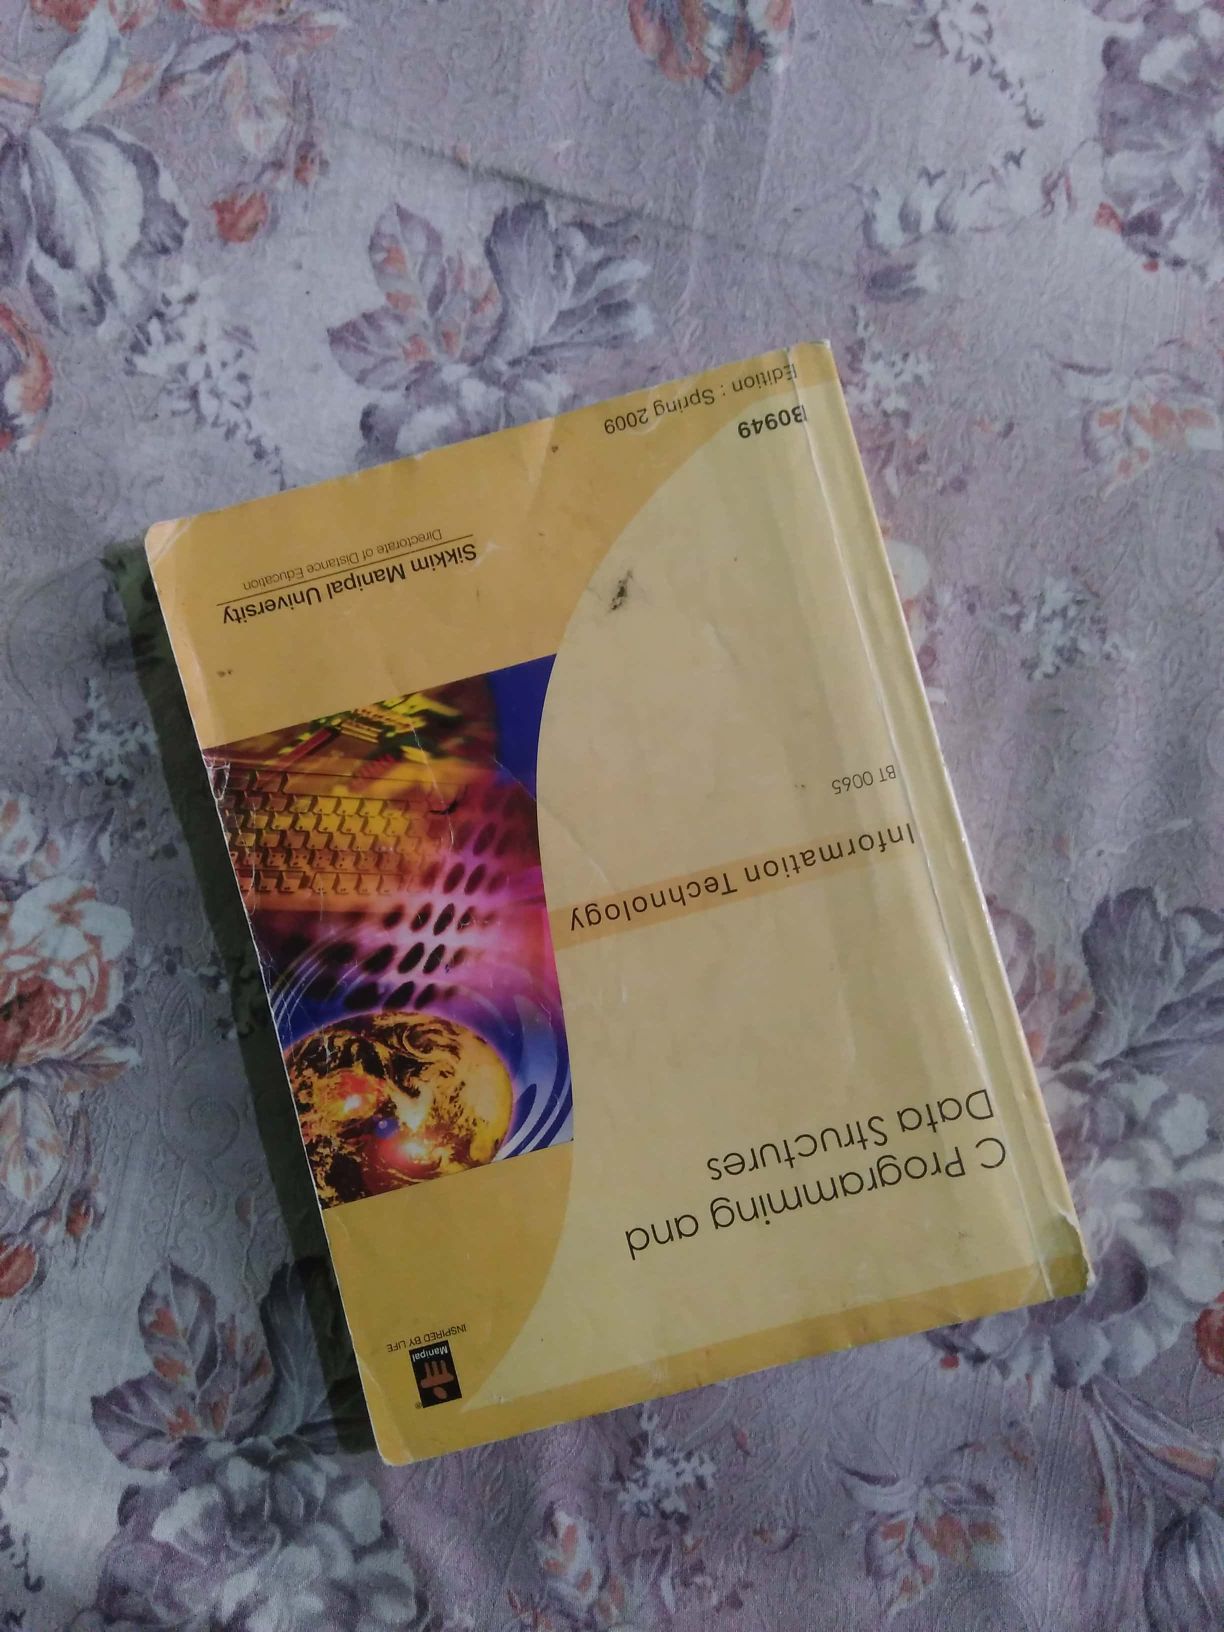 Manipal
INSPIRED BY LIFE
C Programming and
Data Structures
Information Technology
BT 0065
Sikkim Manipal University
Directorate of Distance Education
B0949
Edition : Spring 2009